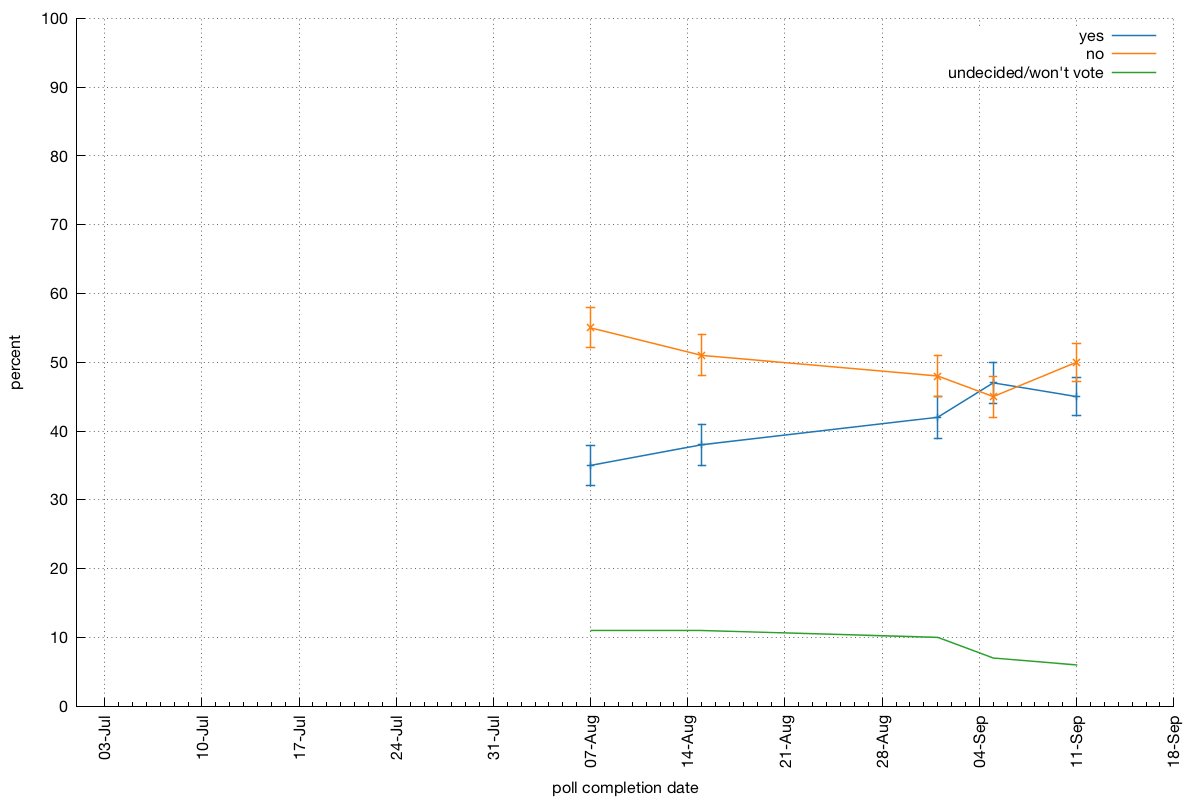 100
90
80
70
60
50
40
30
20
10
0
percent
yes
no
undecided/won't vote
03-Jul
10-Jul
17-Jul
24-Jul
31-Jul
07-Aug
14-Aug
21-Aug
28-Aug
04-Sep
11-Sep
18-Sep
poll completion date